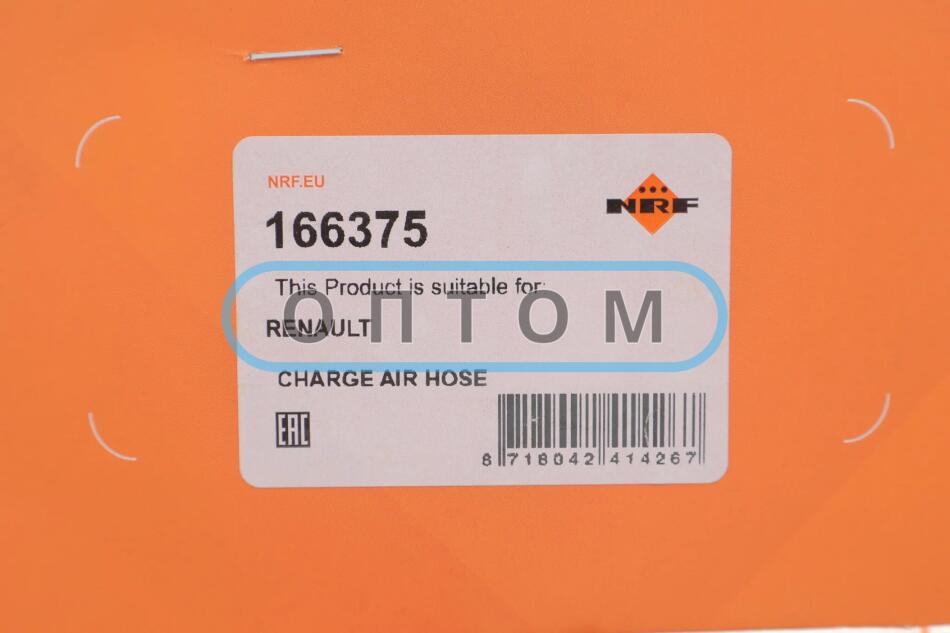 NRF.EU
NRF
166375
This Product is suitable for:
ОПТОМ
RENAULT
CHARGE AIR HOSE
EAC
8 718042 414267